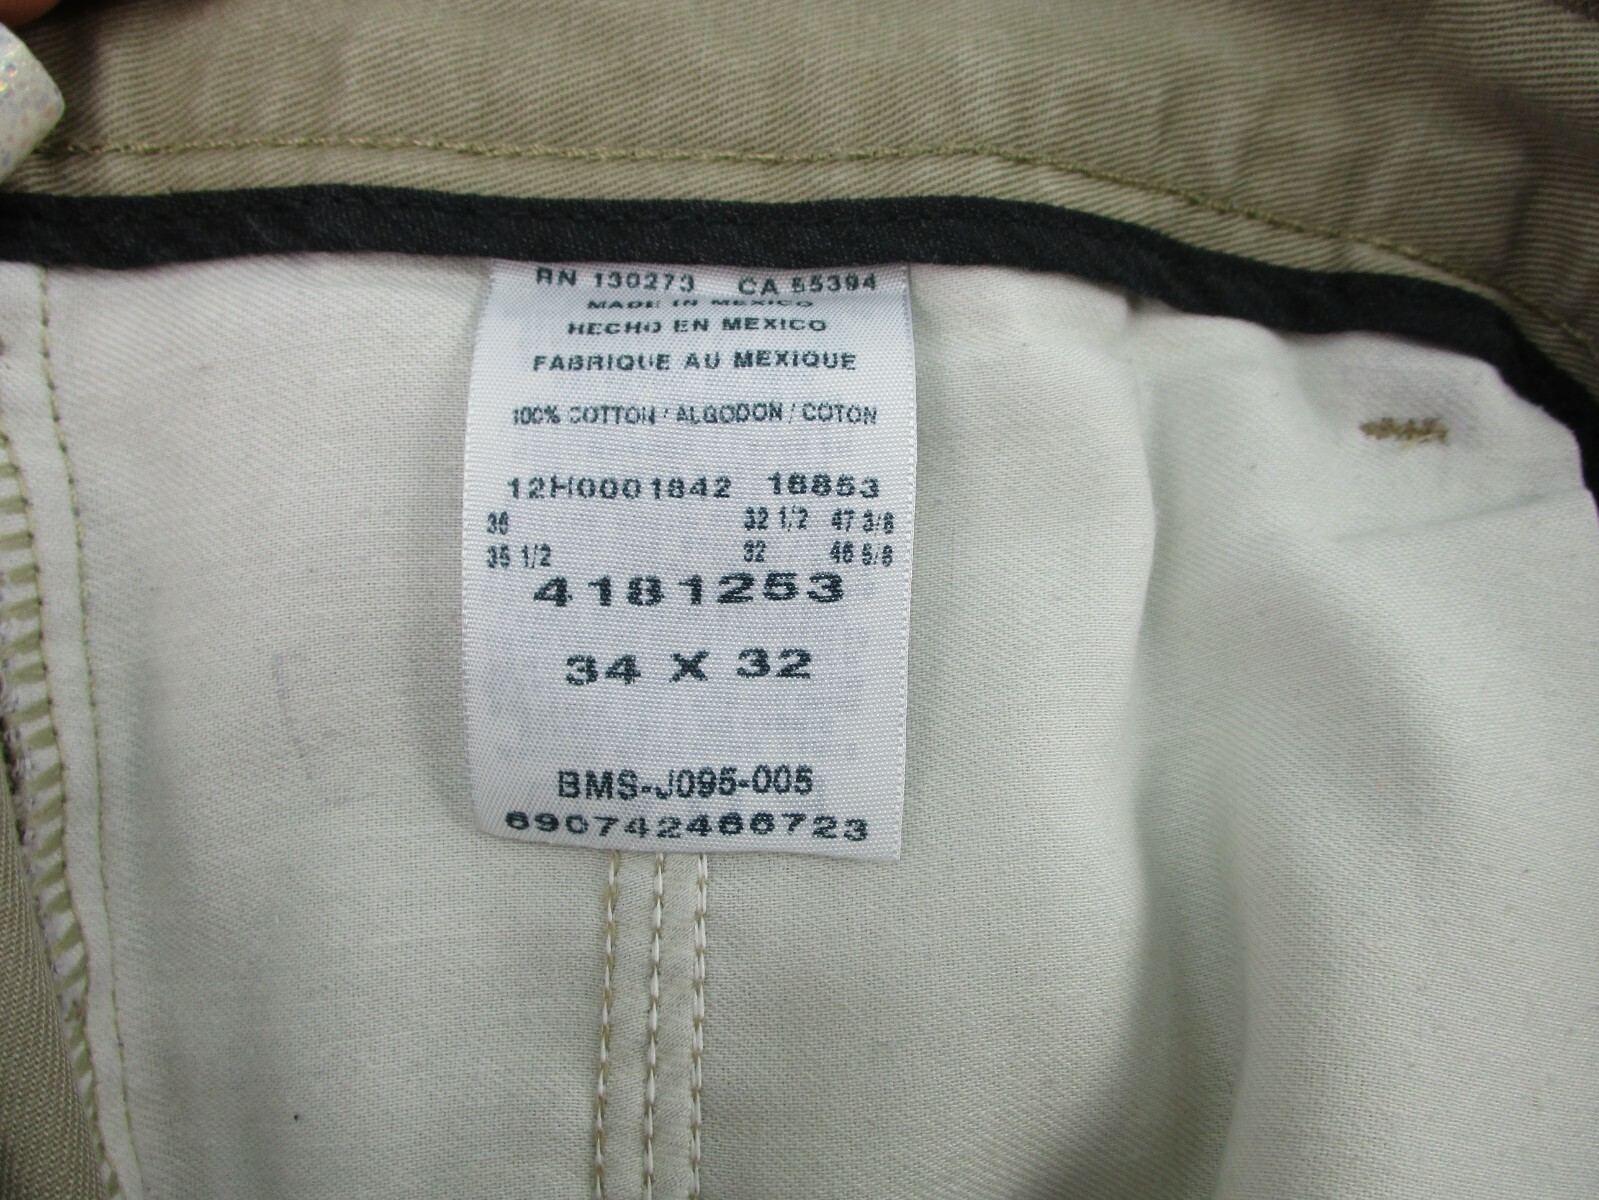 RN 130273 CA 55394
MADE IN MEXICO
HECHO EN MEXICO
FABRIQUE AU MEXIQUE
100% COTTON / ALGODON / COTON
12H0001842 16853
36 32 1/2 47 3/8
35 1/2 32 46 5/8
4181253
34 X 32
BMS-J095-005
690742466723